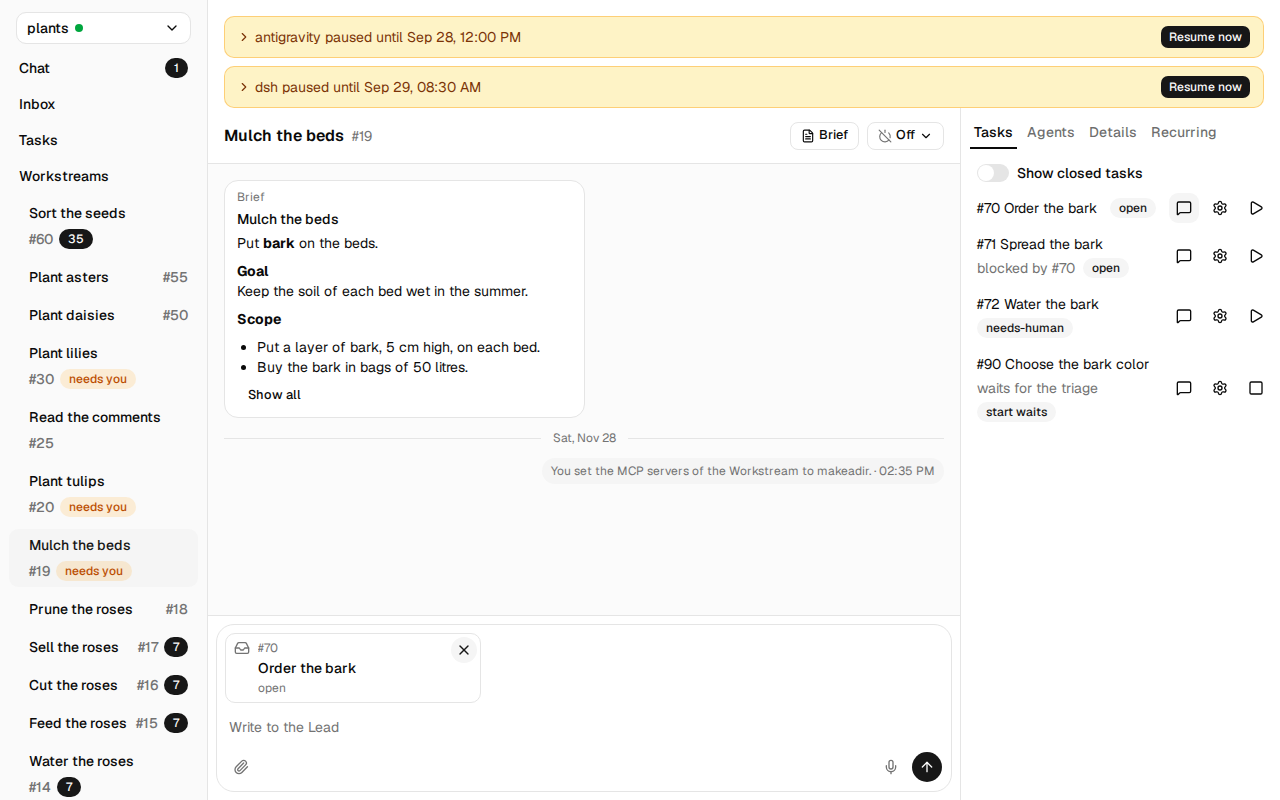 plants
Chat 1
Inbox
Tasks
Workstreams
Sort the seeds
#60 35
Plant asters #55
Plant daisies #50
Plant lilies
#30 needs you
Read the comments
#25
Plant tulips
#20 needs you
Mulch the beds
#19 needs you
Prune the roses #18
Sell the roses #17 7
Cut the roses #16 7
Feed the roses #15 7
Water the roses
#14 7
antigravity paused until Sep 28, 12:00 PM Resume now
dsh paused until Sep 29, 08:30 AM Resume now
Mulch the beds #19 Brief Off
Brief
Mulch the beds
Put bark on the beds.
Goal
Keep the soil of each bed wet in the summer.
Scope
• Put a layer of bark, 5 cm high, on each bed.
• Buy the bark in bags of 50 litres.
Show all
Sat, Nov 28
You set the MCP servers of the Workstream to makeadir. · 02:35 PM
#70
Order the bark
open
Write to the Lead
Tasks Agents Details Recurring
Show closed tasks
#70 Order the bark open
#71 Spread the bark
blocked by #70 open
#72 Water the bark
needs-human
#90 Choose the bark color
waits for the triage
start waits